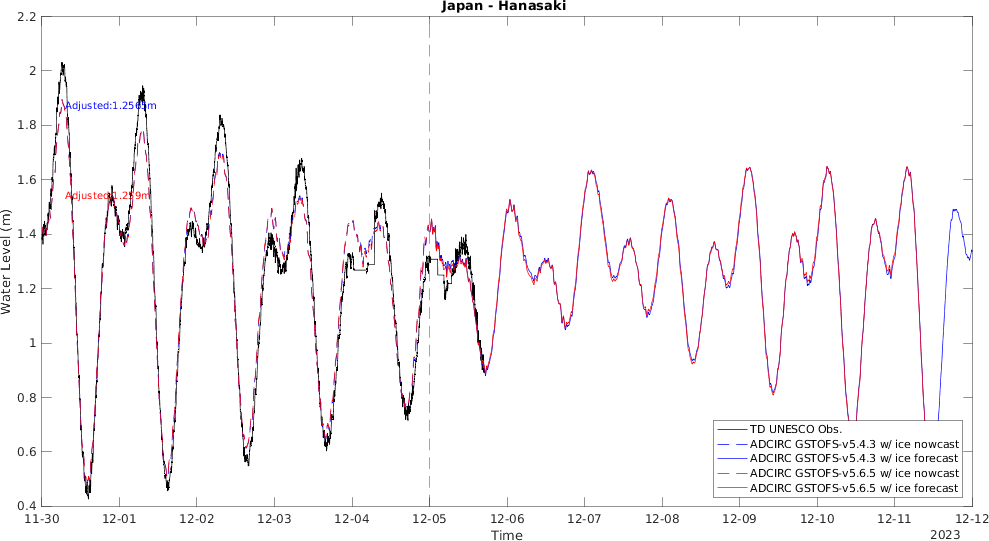 Japan - Hanasaki
2.2
2
1.8
1.6
1.4
1.2
1
0.8
0.6
0.4
Water Level (m)
Adjusted:1.2565m
Adjusted:1.259m
TD UNESCO Obs.
ADCIRC GSTOFS-v5.4.3 w/ ice nowcast
ADCIRC GSTOFS-v5.4.3 w/ ice forecast
ADCIRC GSTOFS-v5.6.5 w/ ice nowcast
ADCIRC GSTOFS-v5.6.5 w/ ice forecast
11-30 12-01 12-02 12-03 12-04 12-05 12-06 12-07 12-08 12-09 12-10 12-11 12-12
Time
2023